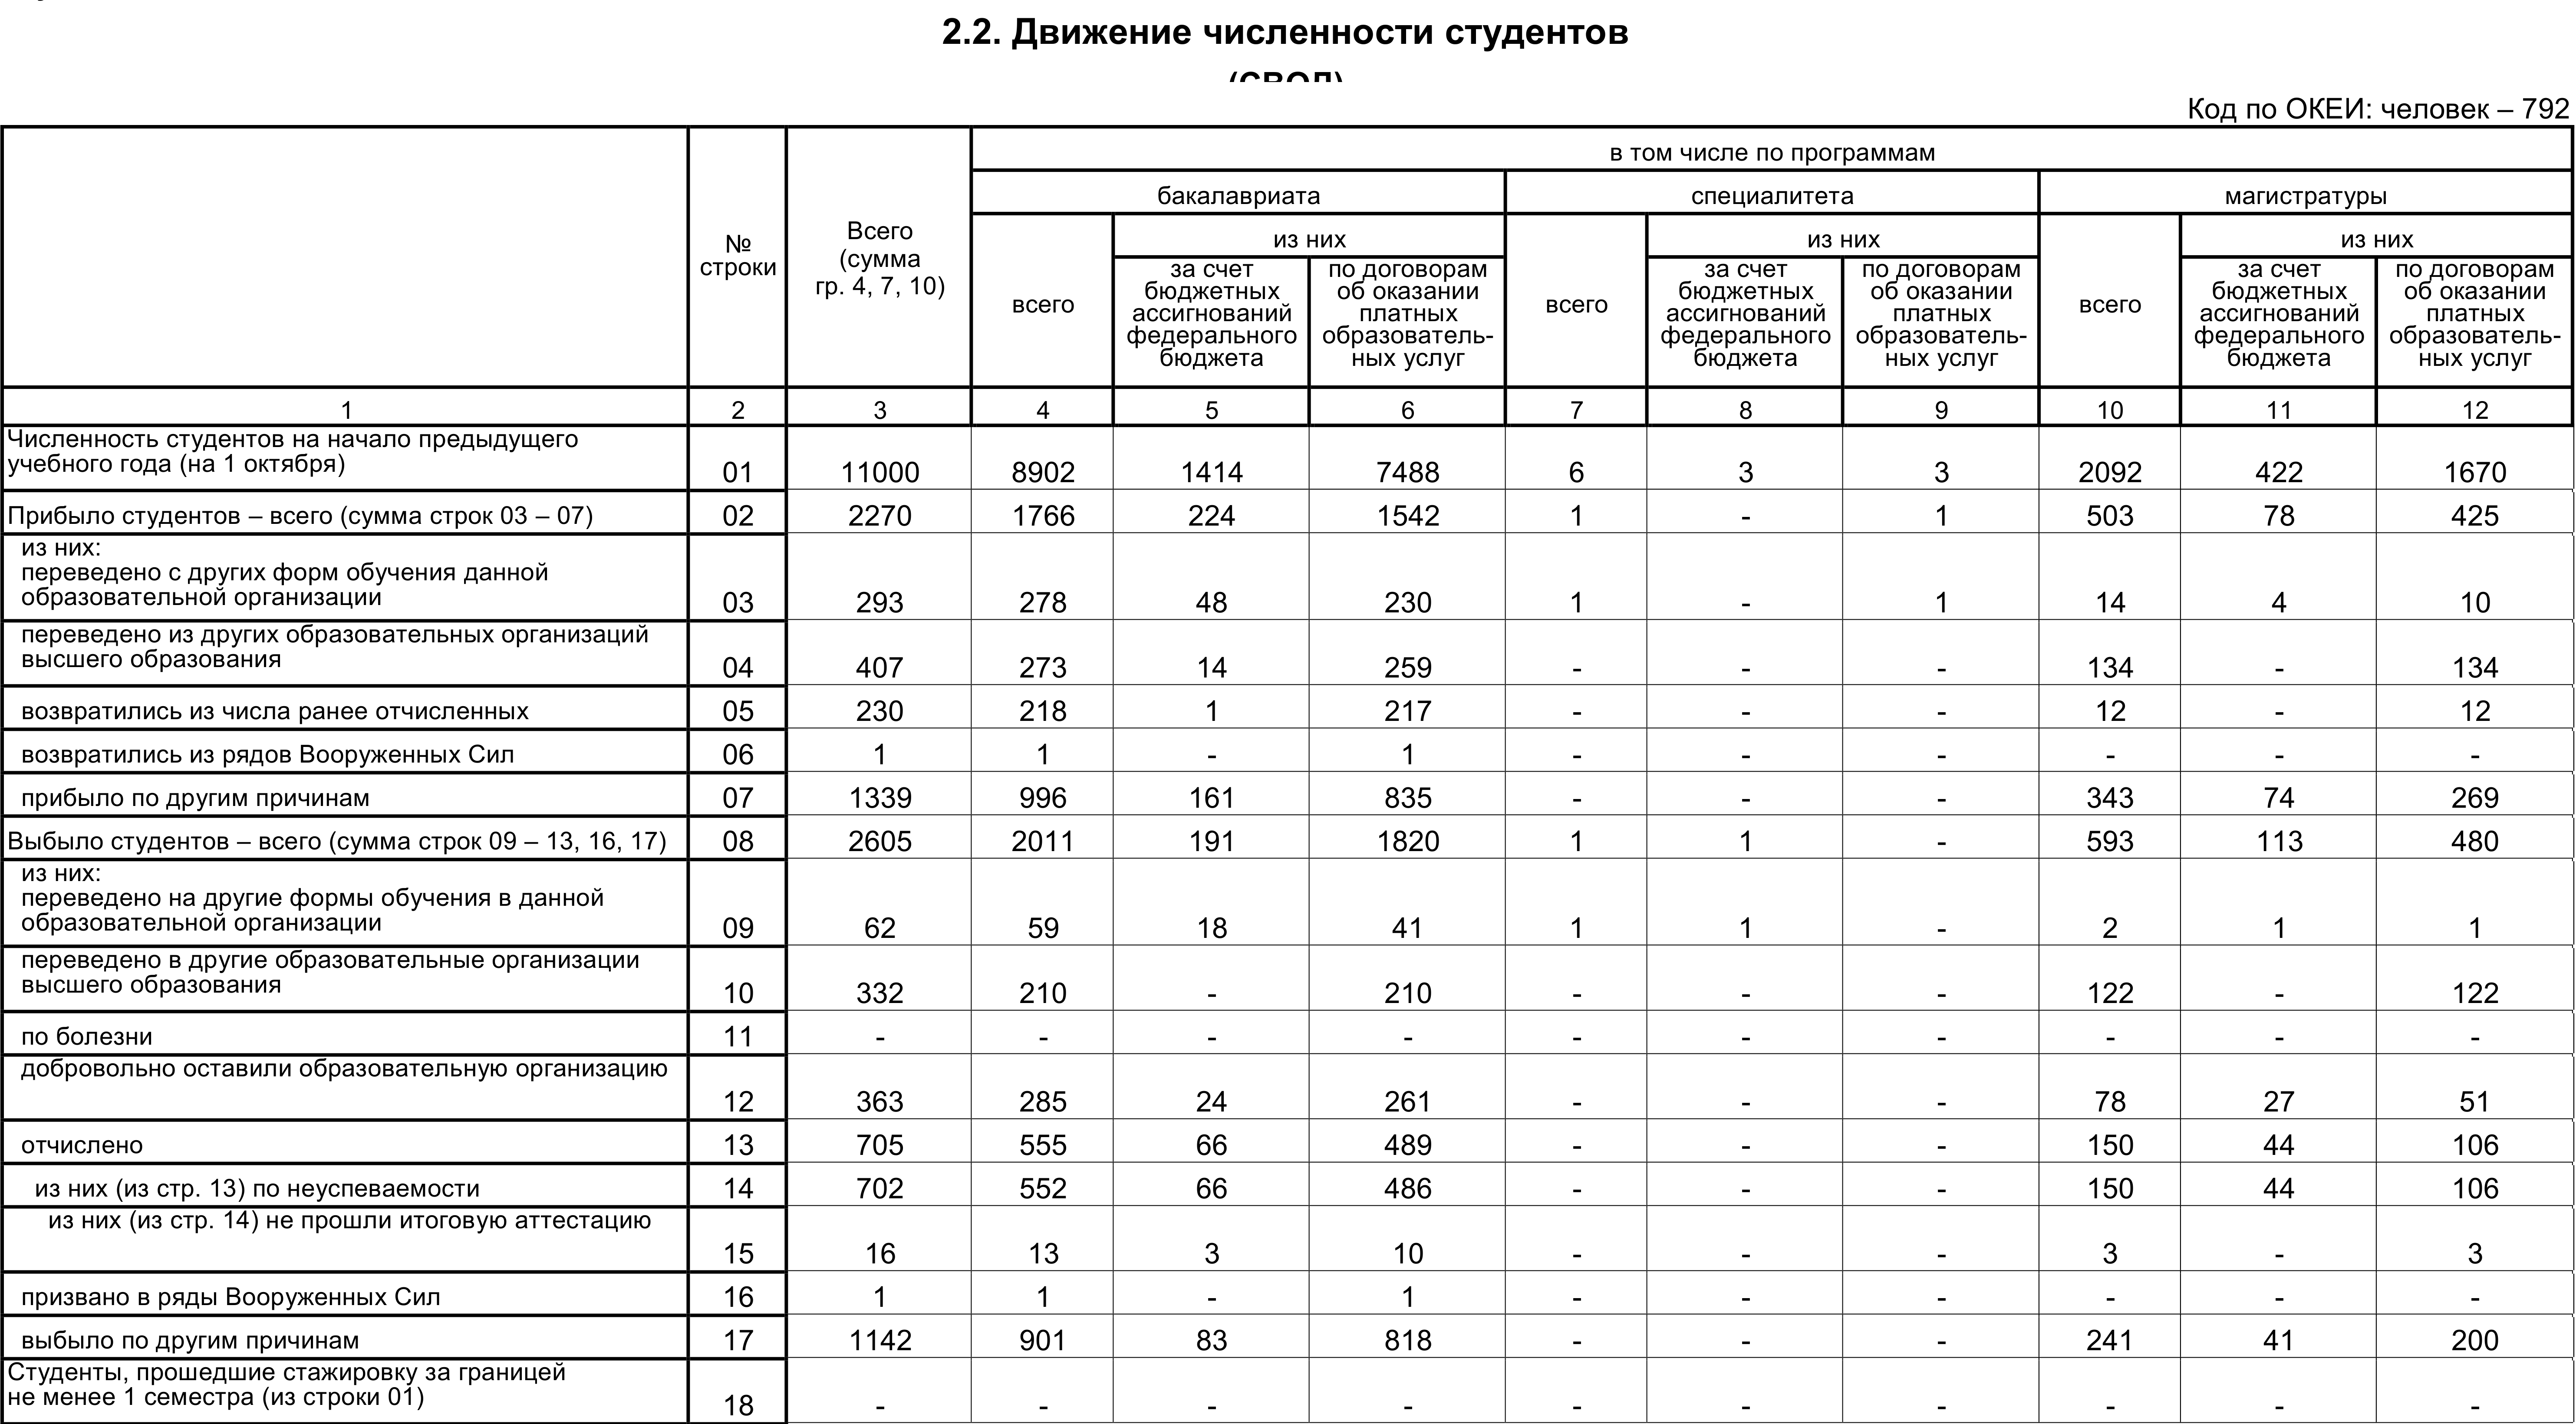 2.2. Движение численности студентов
(СВОД)
Код по ОКЕИ: человек – 792
№ строки
Всего (сумма гр. 4, 7, 10)
в том числе по программам
бакалавриата специалитета магистратуры
всего из них всего из них всего из них
за счет бюджетных ассигнований федерального бюджета
по договорам об оказании платных образователь-ных услуг
за счет бюджетных ассигнований федерального бюджета
по договорам об оказании платных образователь-ных услуг
за счет бюджетных ассигнований федерального бюджета
по договорам об оказании платных образователь-ных услуг
1 2 3 4 5 6 7 8 9 10 11 12
Численность студентов на начало предыдущего
учебного года (на 1 октября) 01 11000 8902 1414 7488 6 3 3 2092 422 1670
Прибыло студентов – всего (сумма строк 03 – 07) 02 2270 1766 224 1542 1 - 1 503 78 425
из них:
переведено с других форм обучения данной
образовательной организации 03 293 278 48 230 1 - 1 14 4 10
переведено из других образовательных организаций
высшего образования 04 407 273 14 259 - - - 134 - 134
возвратились из числа ранее отчисленных 05 230 218 1 217 - - - 12 - 12
возвратились из рядов Вооруженных Сил 06 1 1 - 1 - - - - - -
прибыло по другим причинам 07 1339 996 161 835 - - - 343 74 269
Выбыло студентов – всего (сумма строк 09 – 13, 16, 17) 08 2605 2011 191 1820 1 1 - 593 113 480
из них:
переведено на другие формы обучения в данной
образовательной организации 09 62 59 18 41 1 1 - 2 1 1
переведено в другие образовательные организации
высшего образования 10 332 210 - 210 - - - 122 - 122
по болезни 11 - - - - - - - - - -
добровольно оставили образовательную организацию 12 363 285 24 261 - - - 78 27 51
отчислено 13 705 555 66 489 - - - 150 44 106
из них (из стр. 13) по неуспеваемости 14 702 552 66 486 - - - 150 44 106
из них (из стр. 14) не прошли итоговую аттестацию 15 16 13 3 10 - - - 3 - 3
призвано в ряды Вооруженных Сил 16 1 1 - 1 - - - - - -
выбыло по другим причинам 17 1142 901 83 818 - - - 241 41 200
Студенты, прошедшие стажировку за границей
не менее 1 семестра (из строки 01) 18 - - - - - - - - - -